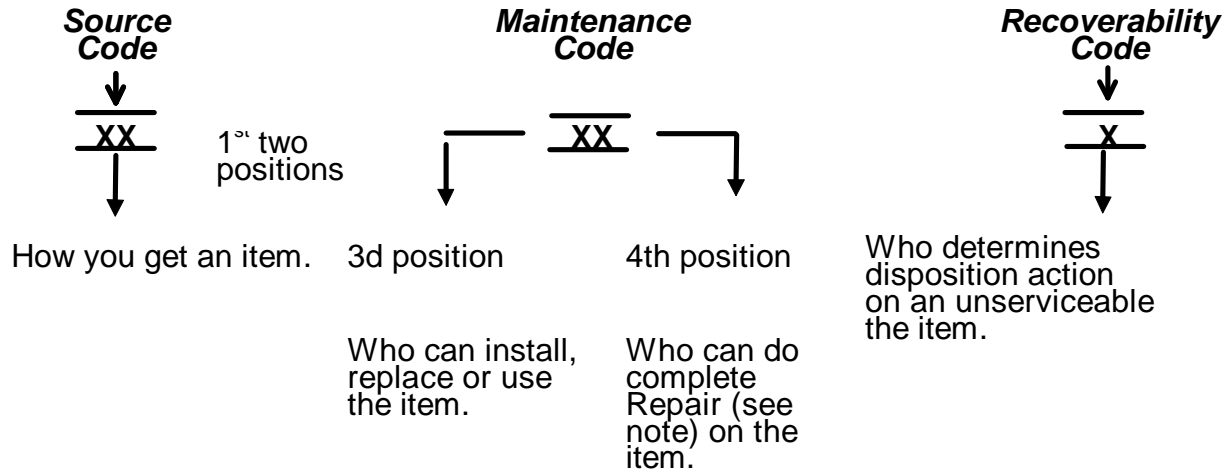 Source
Code
XX
1st two
positions
How you get an item.
Maintenance
Code
XX
3d position
Who can install,
replace or use
the item.
4th position
Who can do
complete
Repair (see
note) on the
item.
Recoverability
Code
X
Who determines
disposition action
on an unserviceable
the item.